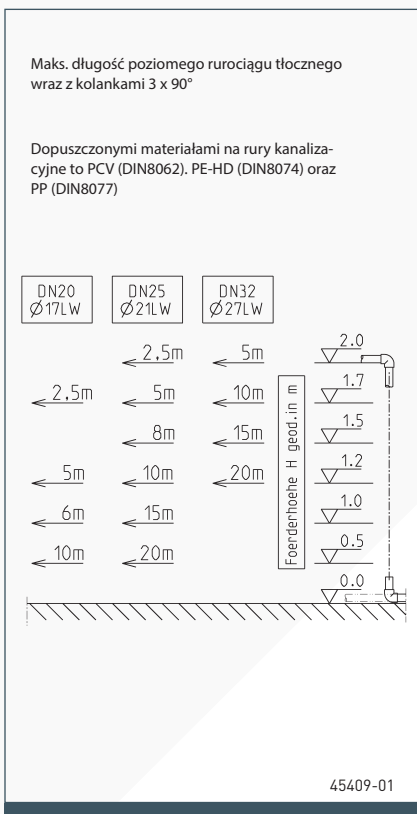 Maks. długość poziomego rurociągu tłocznego
wraz z kolankami 3 x 90°
Dopuszczonymi materiałami na rury kanaliza-
cyjne to PCV (DIN8062). PE-HD (DIN8074) oraz
PP (DIN8077)
DN20 DN25 DN32
Ø17LW Ø21LW Ø27LW
2,5m 5m 2.0
2,5m 5m 10m 1.7
8m 15m 1.5
5m 10m 20m 1.2
6m 15m 1.0
10m 20m 0.5
0.0
Foerderhoehe H geod.in m
45409-01